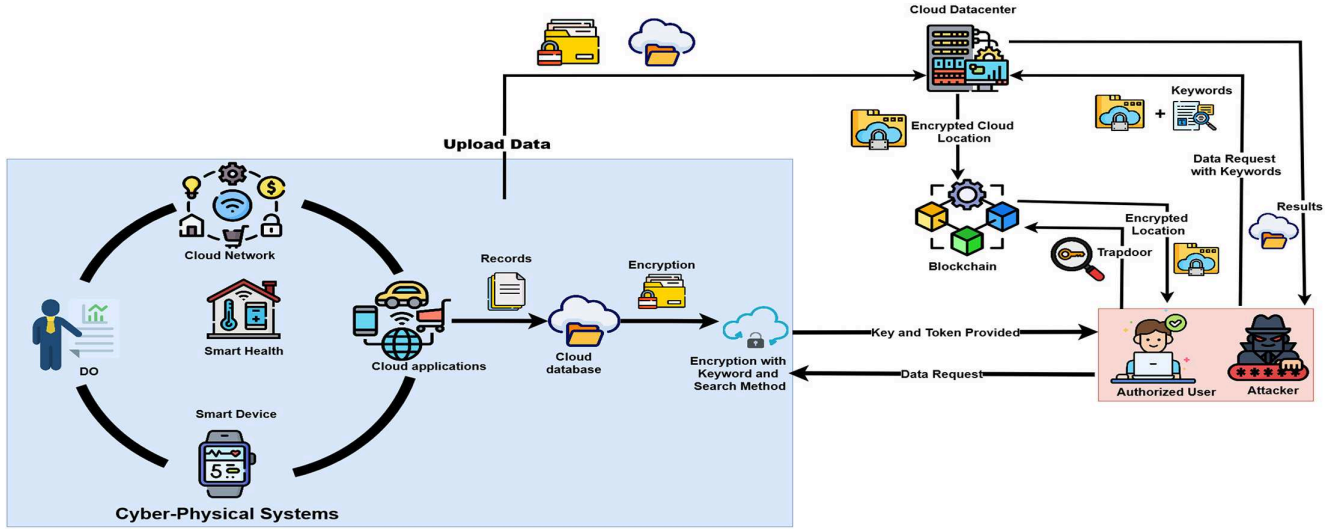 Cloud Datacenter
Keywords
+
Encrypted Cloud
Location
Upload Data
Data Request
with Keywords
Results
Encrypted
Location
Trapdoor
Blockchain
Cloud Network
Records
Encryption
Smart Health
DO
Cloud applications
Cloud
database
Encryption with
Keyword and
Search Method
Key and Token Provided
Data Request
Authorized User
Attacker
Smart Device
5
Cyber-Physical Systems